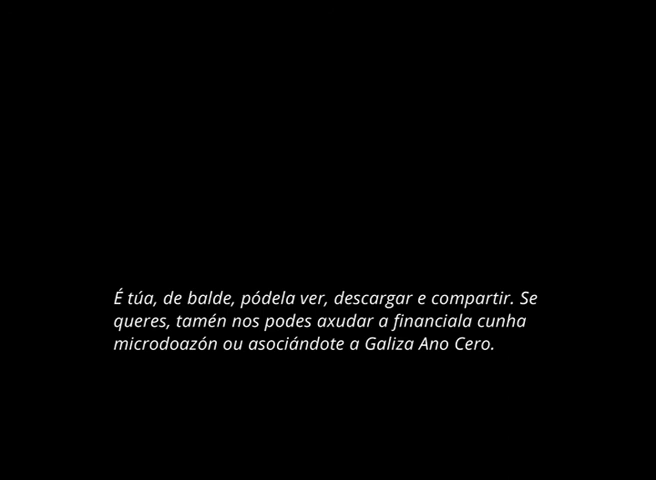 É túa, de balde, pódela ver, descargar e compartir. Se
queres, tamén nos podes axudar a financiala cunha
microdoazón ou asociándote a Galiza Ano Cero.